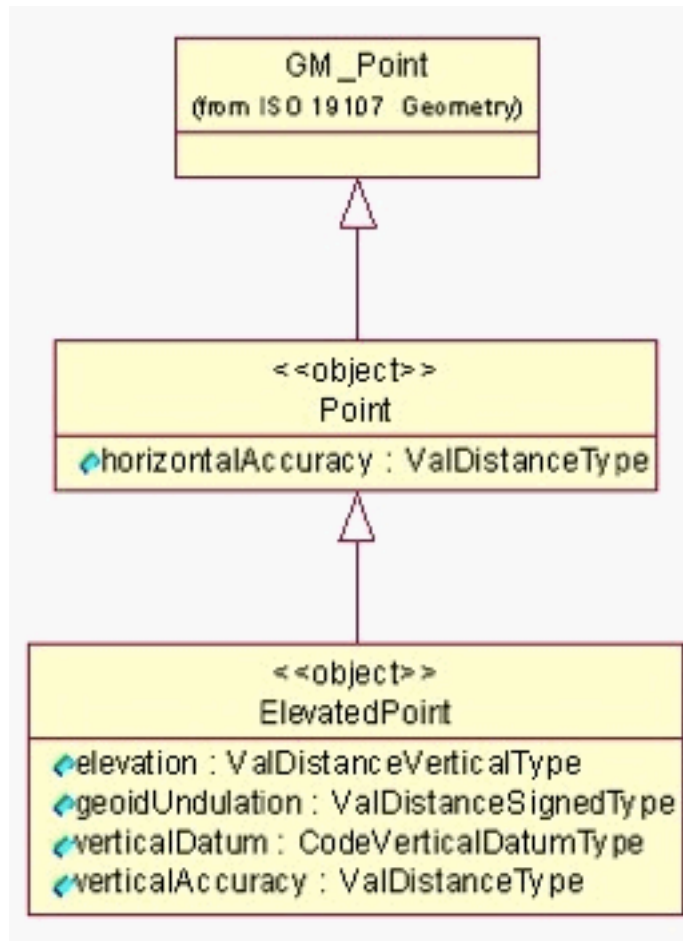 GM_Point
(from ISO 19107 Geometry)
<<object>>
Point
horizontalAccuracy : ValDistanceType
<<object>>
ElevatedPoint
elevation : ValDistanceVerticalType
geoidUndulation : ValDistanceSignedType
verticalDatum : CodeVerticalDatumType
verticalAccuracy : ValDistanceType